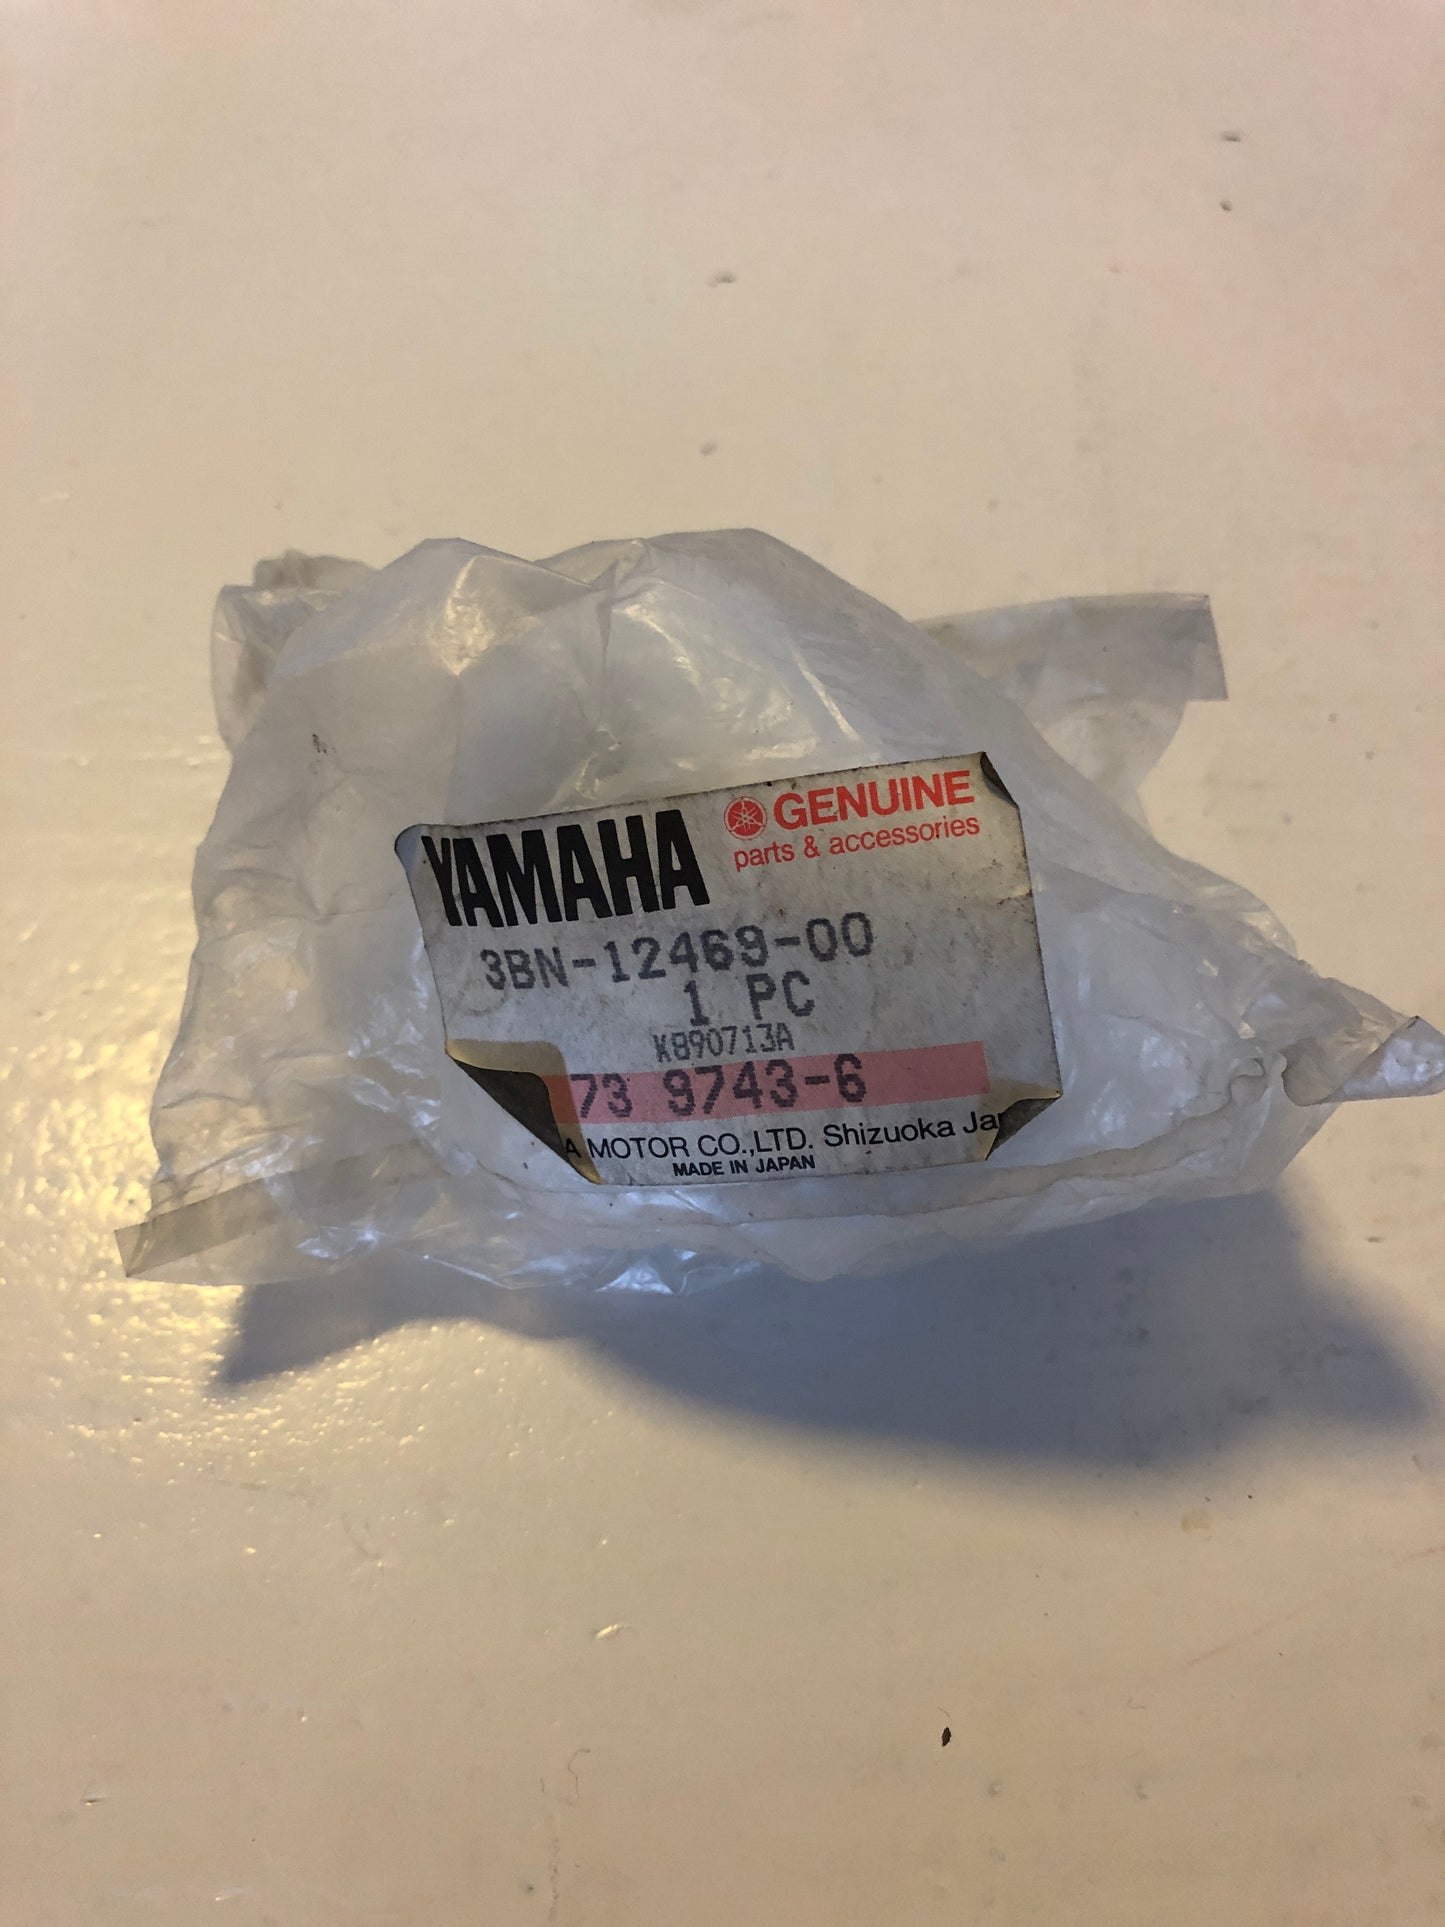 YAMAHA
GENUINE
parts & accessories
3BN-12469-00
1 PC
K890713A
73 9743-6
A MOTOR CO.,LTD. Shizuoka Jap
MADE IN JAPAN